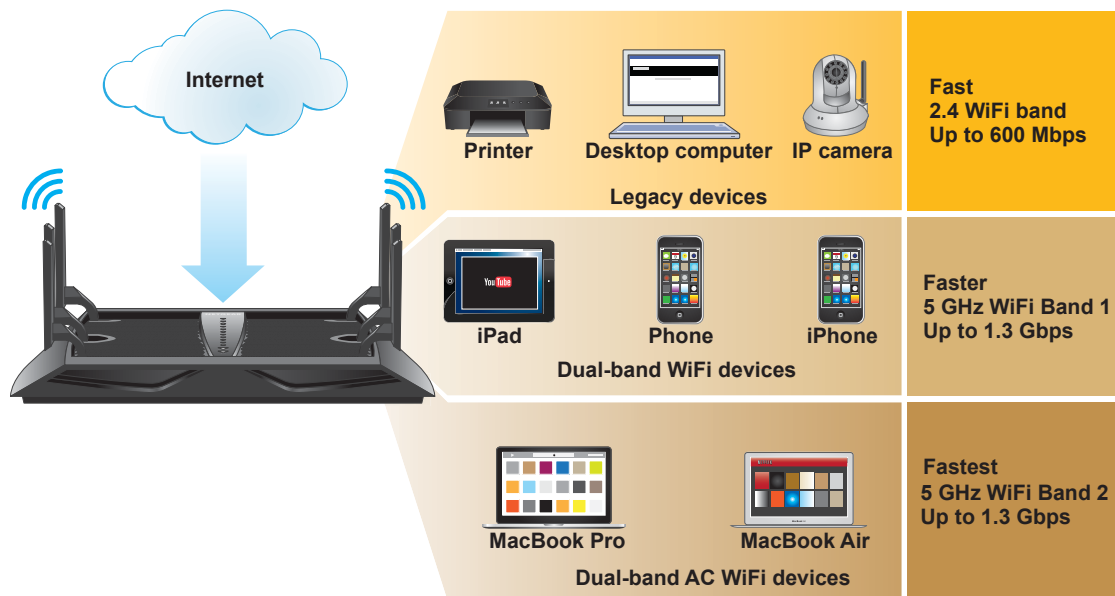 Internet
Printer
Desktop computer
IP camera
Legacy devices
Fast
2.4 WiFi band
Up to 600 Mbps
YouTube
iPad
Phone
iPhone
Dual-band WiFi devices
Faster
5 GHz WiFi Band 1
Up to 1.3 Gbps
MacBook Pro
MacBook Air
Dual-band AC WiFi devices
Fastest
5 GHz WiFi Band 2
Up to 1.3 Gbps